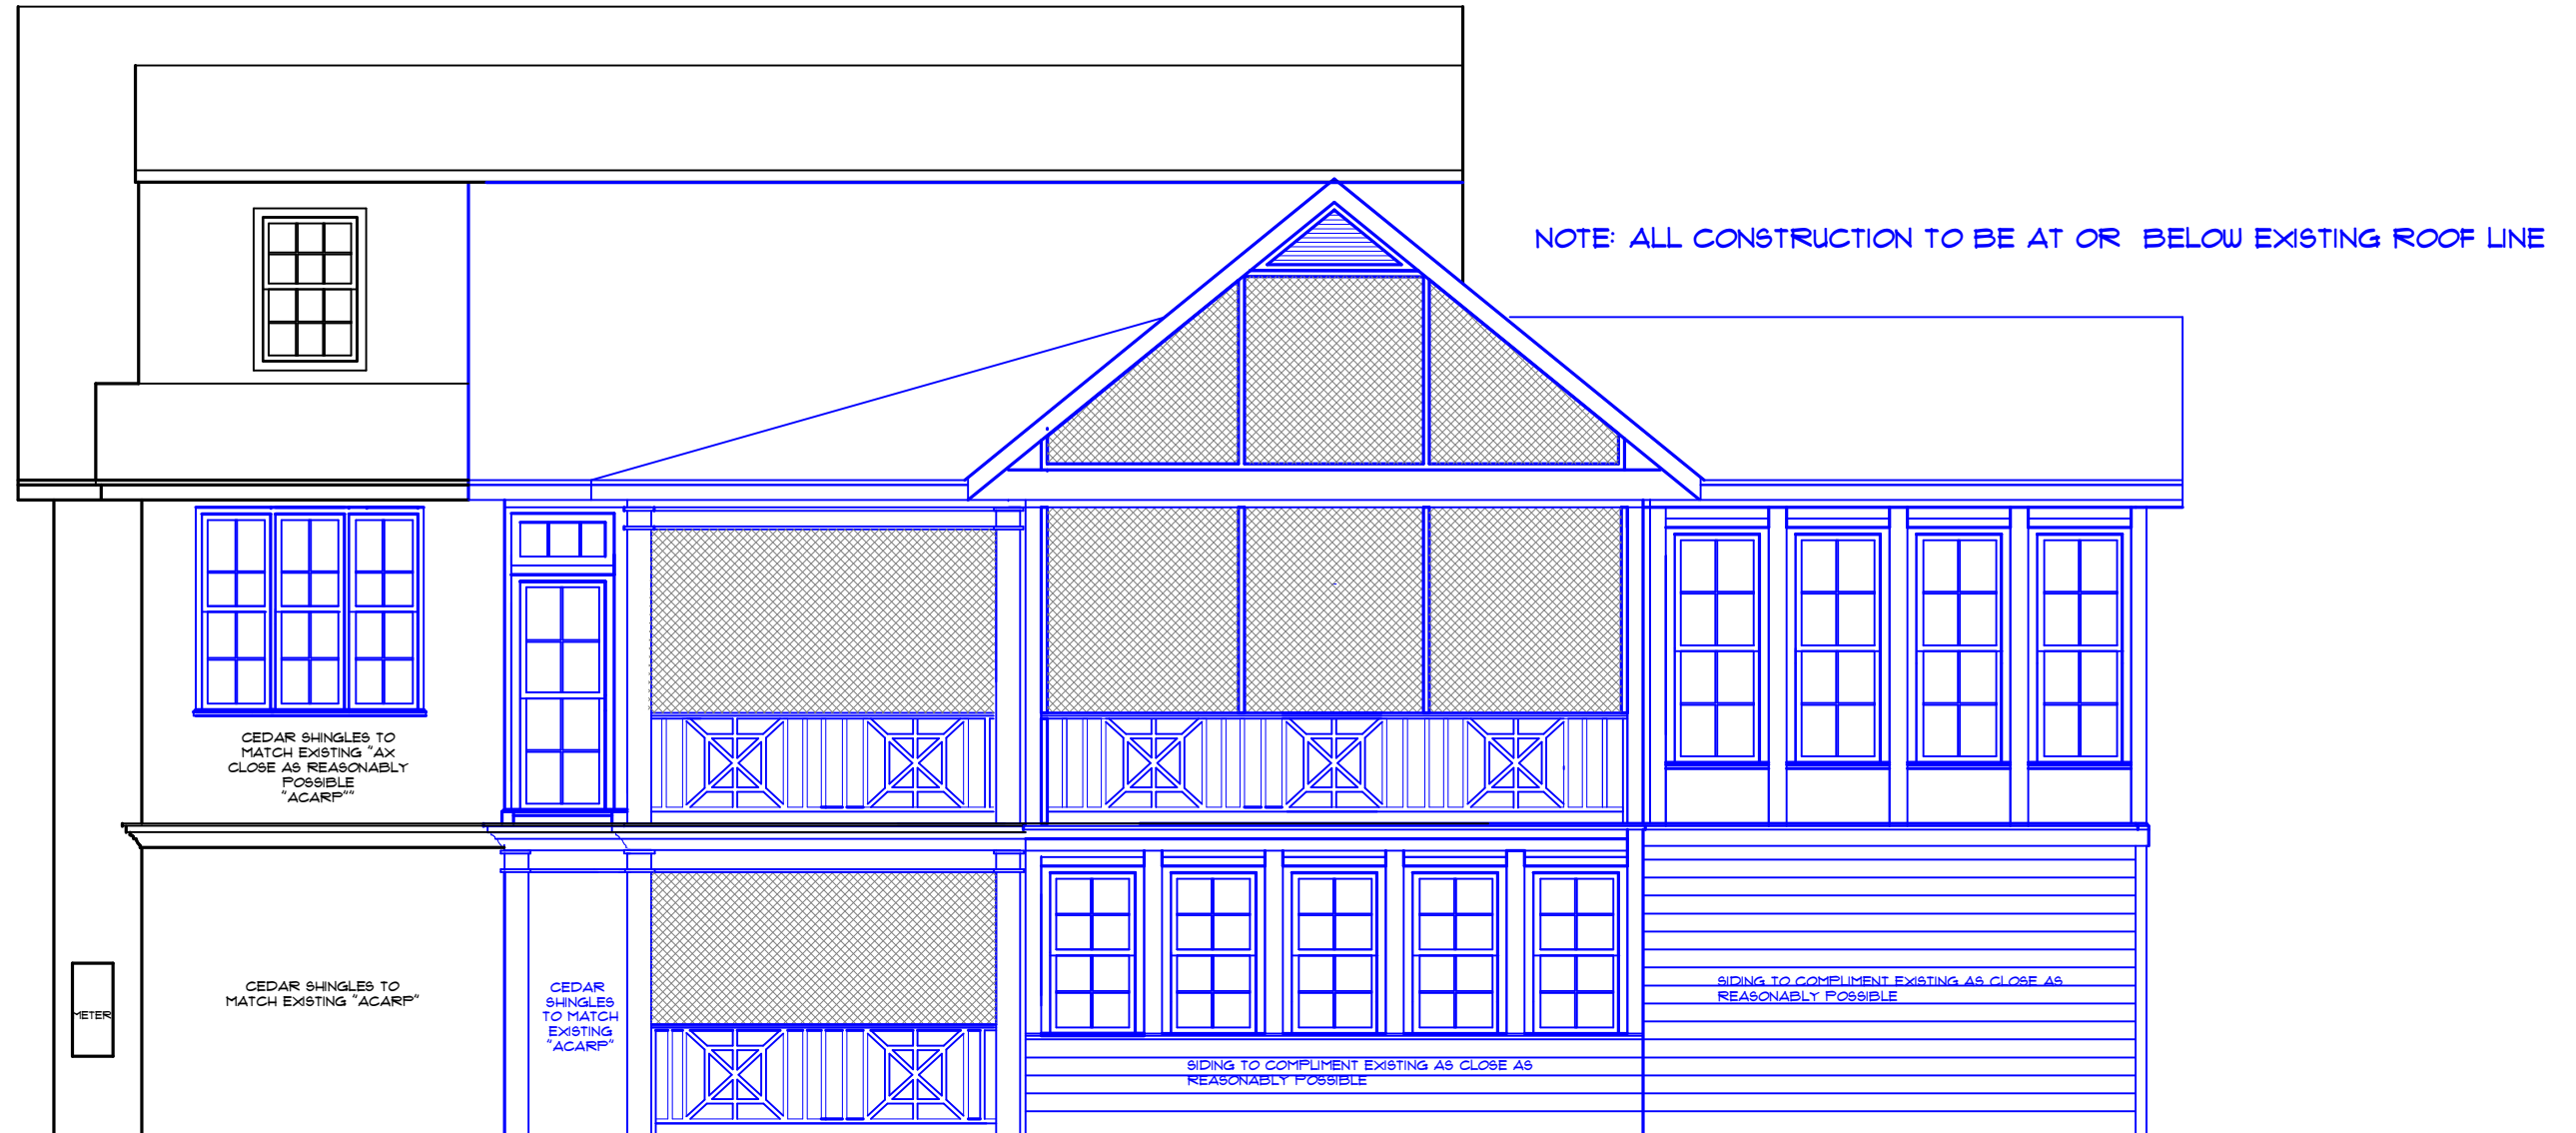 NOTE: ALL CONSTRUCTION TO BE AT OR BELOW EXISTING ROOF LINE
CEDAR SHINGLES TO
MATCH EXISTING "AX
CLOSE AS REASONABLY
POSSIBLE
"ACARP""
CEDAR SHINGLES TO
MATCH EXISTING "ACARP"
METER
CEDAR
SHINGLES
TO MATCH
EXISTING
"ACARP"
SIDING TO COMPLIMENT EXISTING AS CLOSE AS
REASONABLY POSSIBLE
SIDING TO COMPLIMENT EXISTING AS CLOSE AS
REASONABLY POSSIBLE